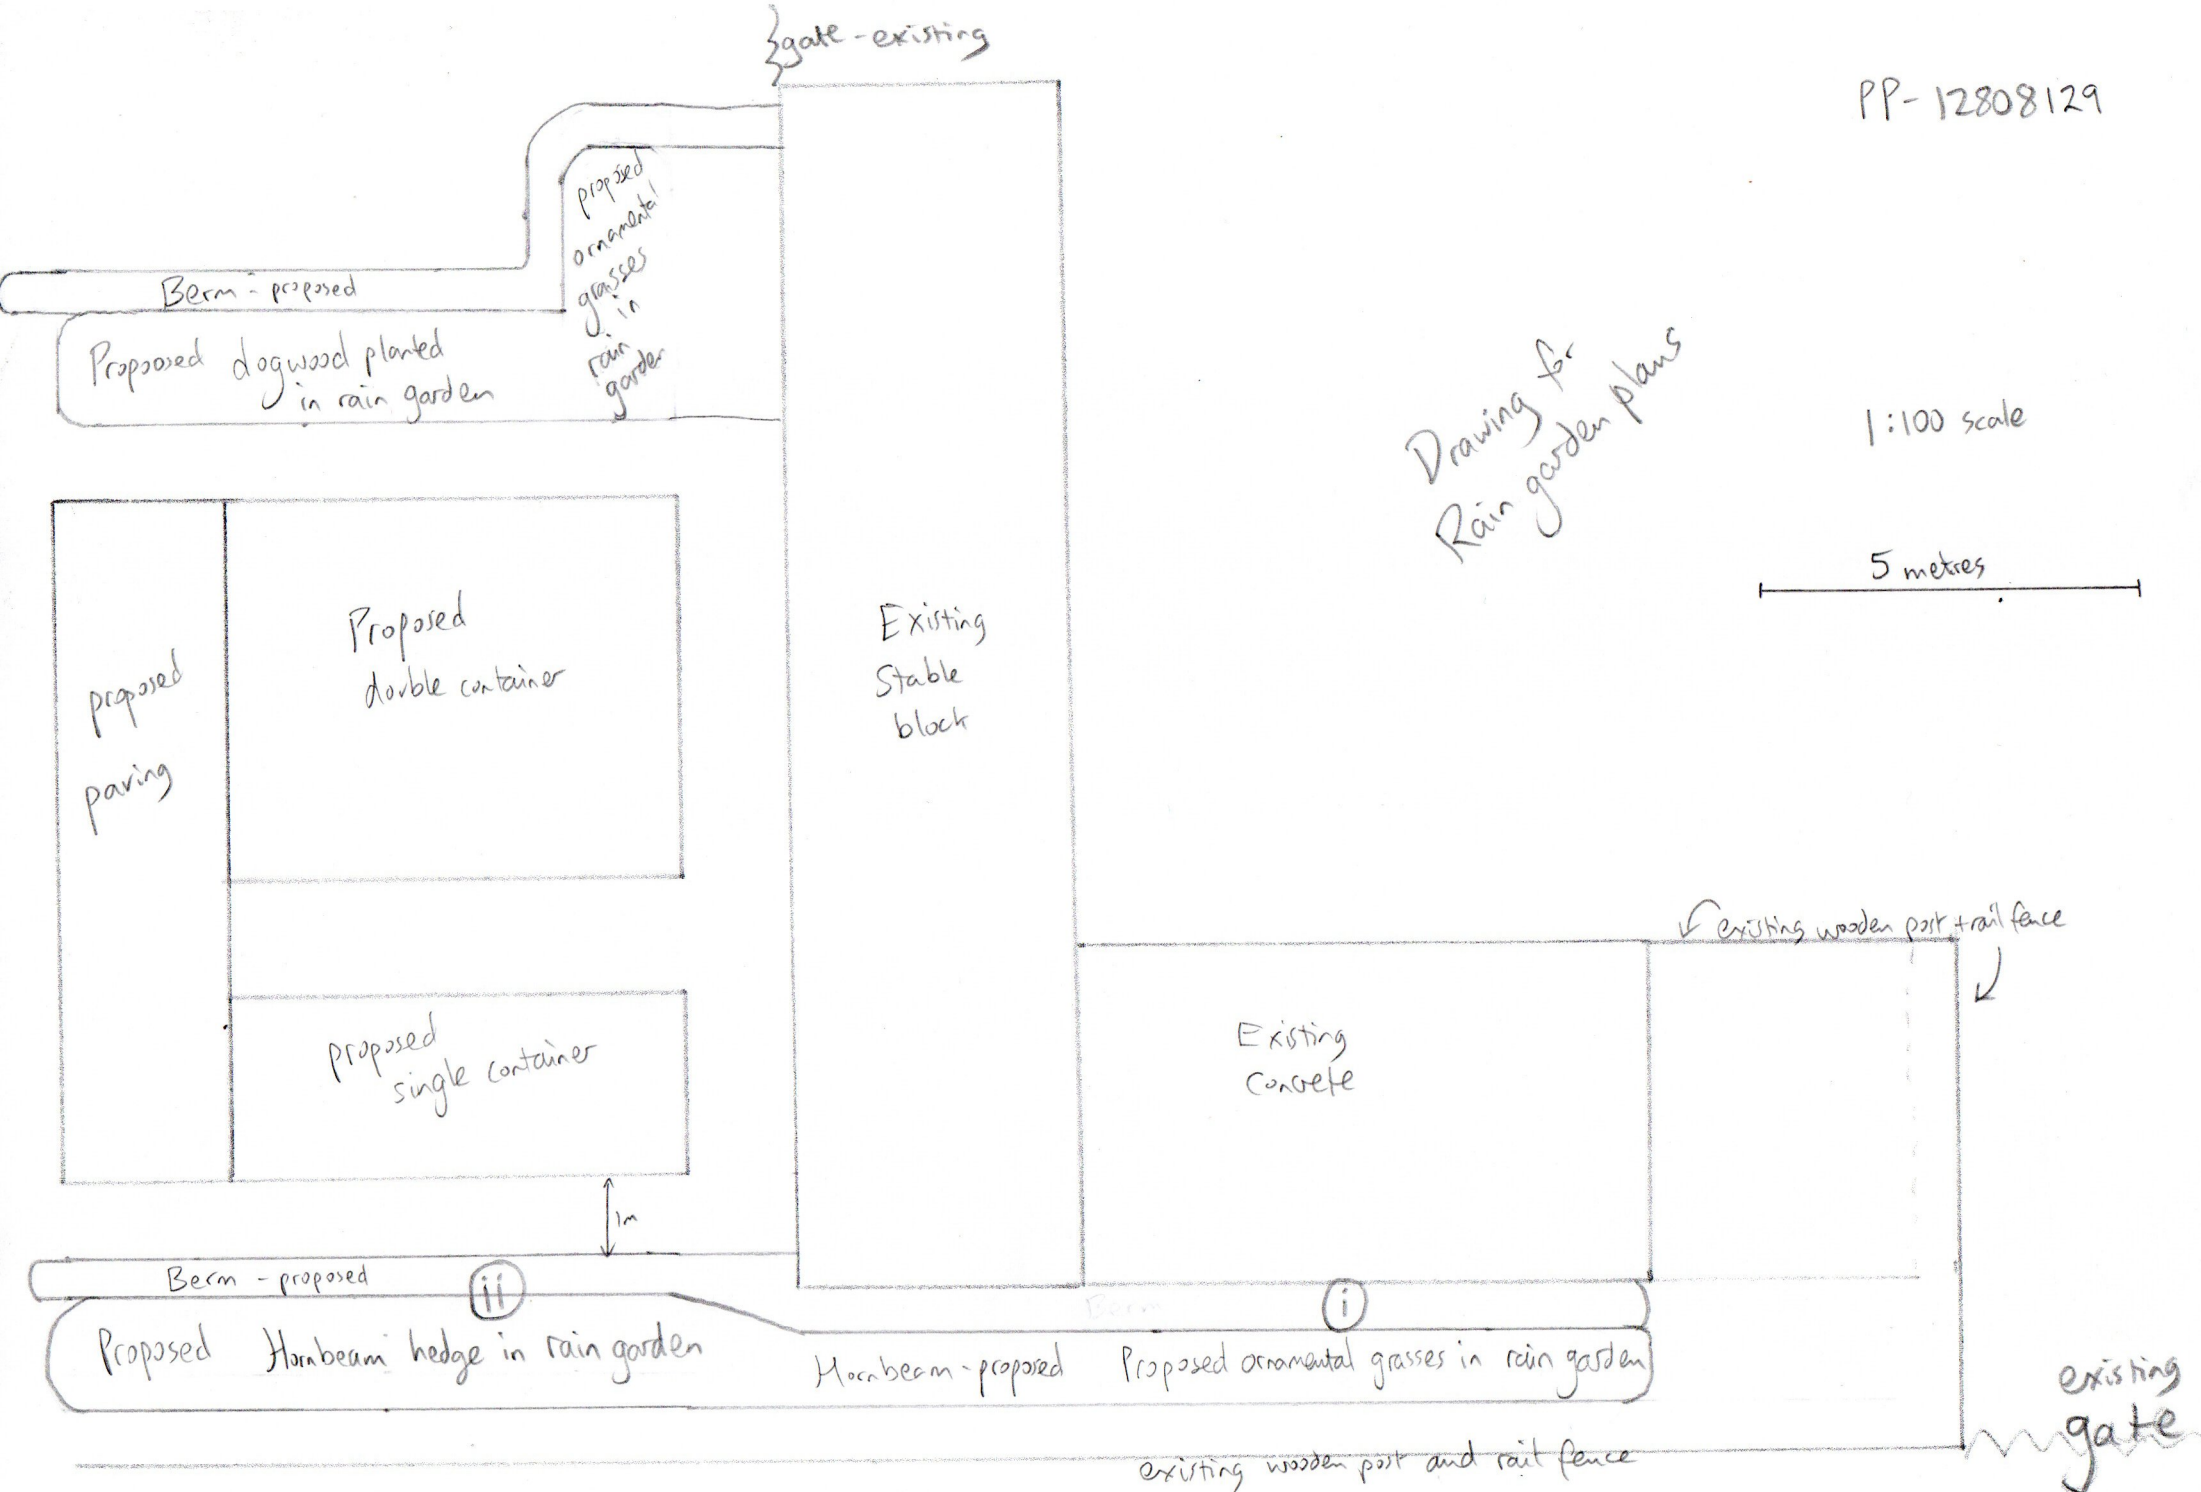 }gate - existing
PP-12808129
proposed
ornamental
grasses
in
rain
garden
Berm - proposed
Propoosed dogwood planted
in rain garden
Drawing for
Rain garden plans
1:100 scale
5 metres
Proposed
double container
proposed
paving
Existing
Stable
block
existing wooden post + rail fence
proposed
single container
Existing
Concrete
1m
Berm - proposed
ii
Berm
i
Proposed Hornbeam hedge in rain garden
Hornbeam - proposed
Proposed ornamental grasses in rain garden
existing
gate
existing wooden post and rail fence